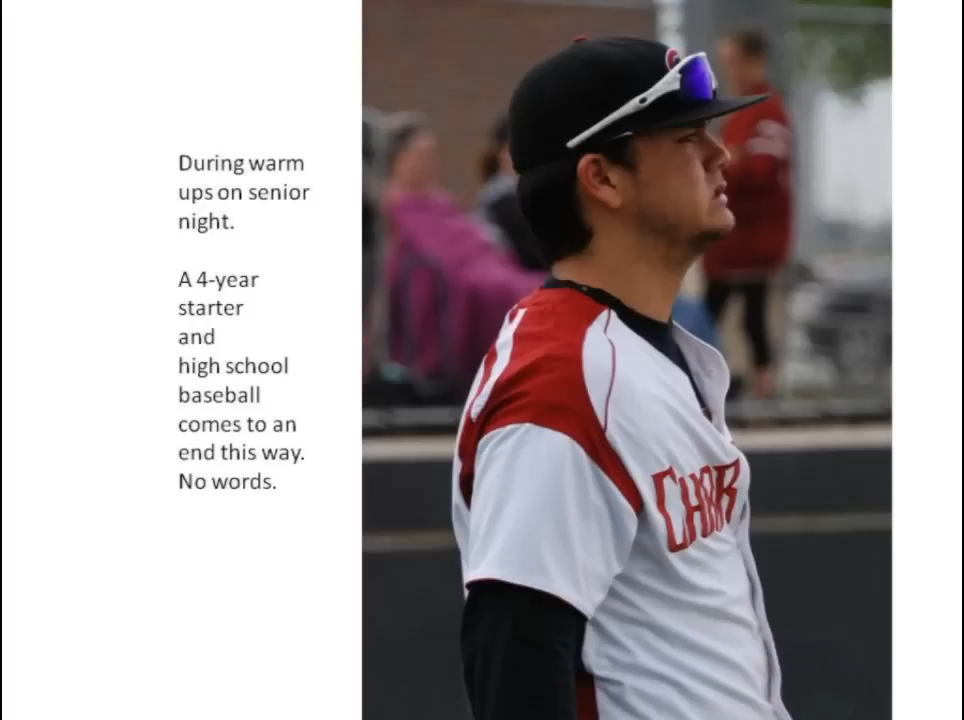 During warm
ups on senior
night.
A 4-year
starter
and
high school
baseball
comes to an
end this way.
No words.
CHAR